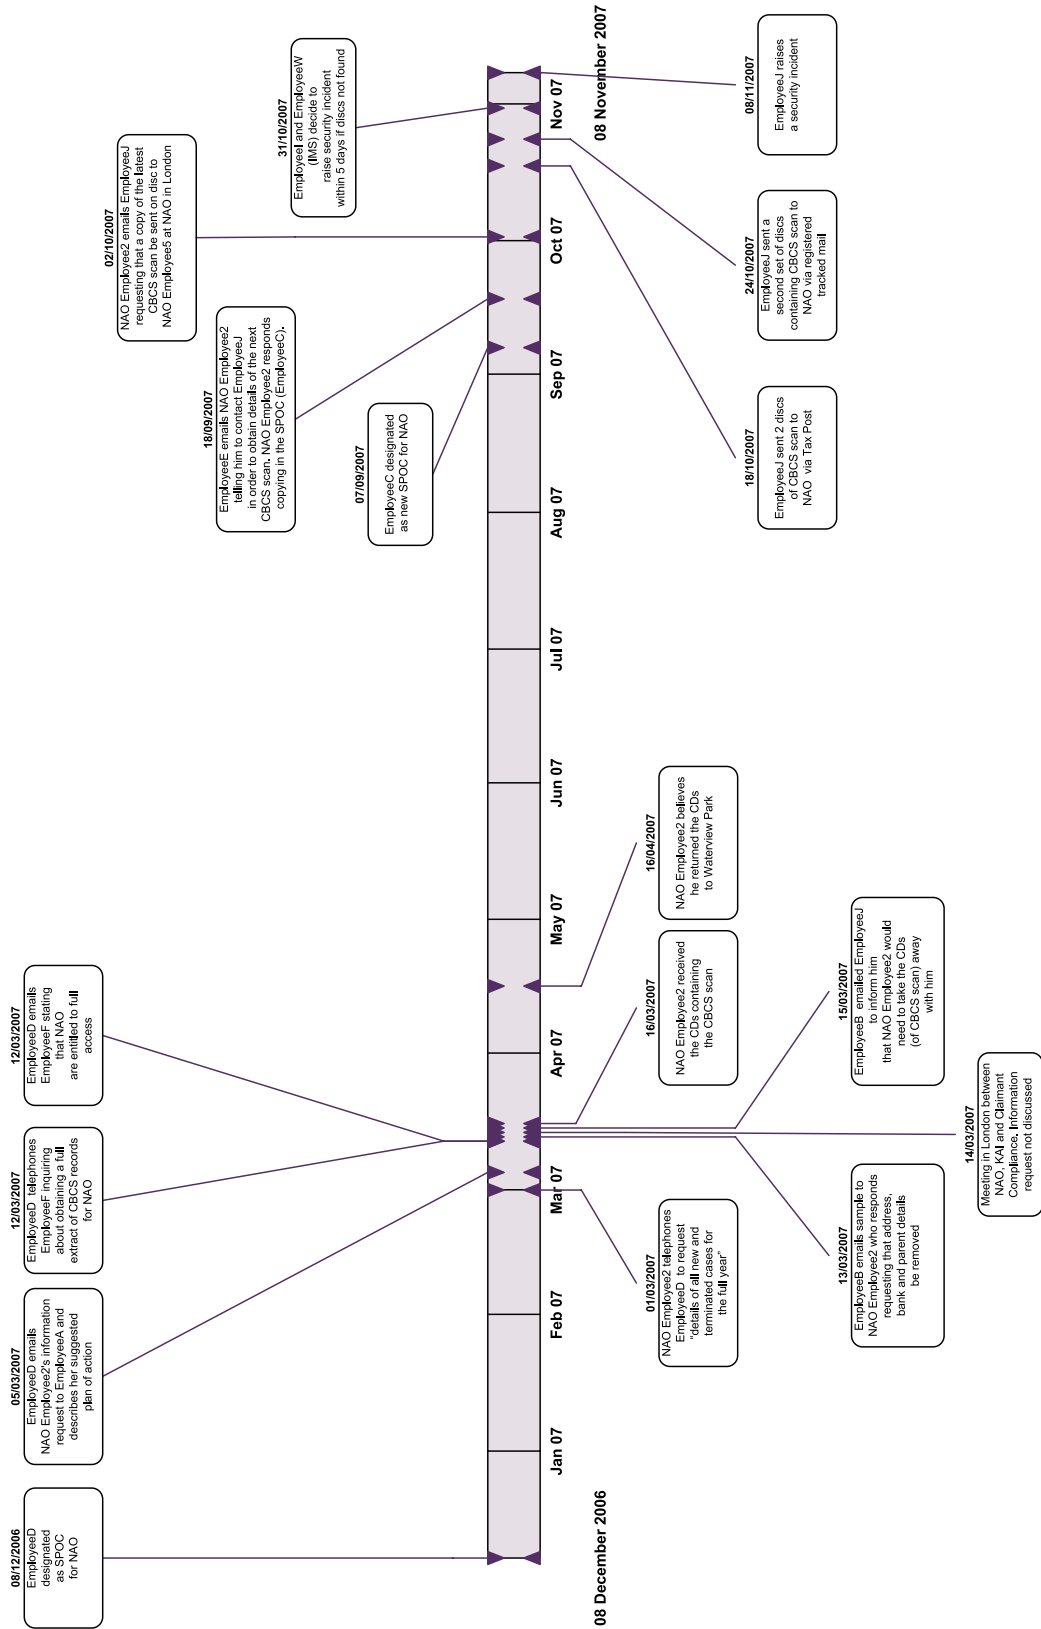 08/12/2006
EmployeeD
designated
as SPOC
for NAO
05/03/2007
EmployeeD emails
NAO Employee2's information
request to EmployeeA and
describes her suggested
plan of action
12/03/2007
EmployeeD telephones
EmployeeF inquiring
about obtaining a full
extract of CBCS records
for NAO
12/03/2007
EmployeeD emails
EmployeeF stating
that NAO
are entitled to full
access
18/09/2007
EmployeeE emails NAO Employee2
telling him to contact EmployeeJ
in order to obtain details of the next
CBCS scan. NAO Employee2 responds
copying in the SPOC (EmployeeC).
07/09/2007
EmployeeC designated
as new SPOC for NAO
02/10/2007
NAO Employee2 emails EmployeeJ
requesting that a copy of the latest
CBCS scan be sent on disc to
NAO Employee5 at NAO in London
31/10/2007
EmployeeI and EmployeeW
(IMS) decide to
raise security incident
within 5 days if discs not found
Jan 07
Feb 07
Mar 07
Apr 07
May 07
Jun 07
Jul 07
Aug 07
Sep 07
Oct 07
Nov 07
08 December 2006
08 November 2007
01/03/2007
NAO Employee2 telephones
EmployeeD to request
"details of all new and
terminated cases for
the full year”
16/03/2007
NAO Employee2 received
the CDs containing
the CBCS scan
16/04/2007
NAO Employee2 believes
he returned the CDs
to Waterview Park
18/10/2007
EmployeeJ sent 2 discs
of CBCS scan to
NAO via Tax Post
24/10/2007
EmployeeJ sent a
second set of discs
containing CBCS scan to
NAO via registered
tracked mail
08/11/2007
EmployeeJ raises
a security incident
13/03/2007
EmployeeB emails sample to
NAO Employee2 who responds
requesting that address,
bank and parent details
be removed
15/03/2007
EmployeeB emailed EmployeeJ
to inform him
that NAO Employee2 would
need to take the CDs
(of CBCS scan) away
with him
14/03/2007
Meeting in London between
NAO, KAI and Claimant
Compliance. Information
request not discussed